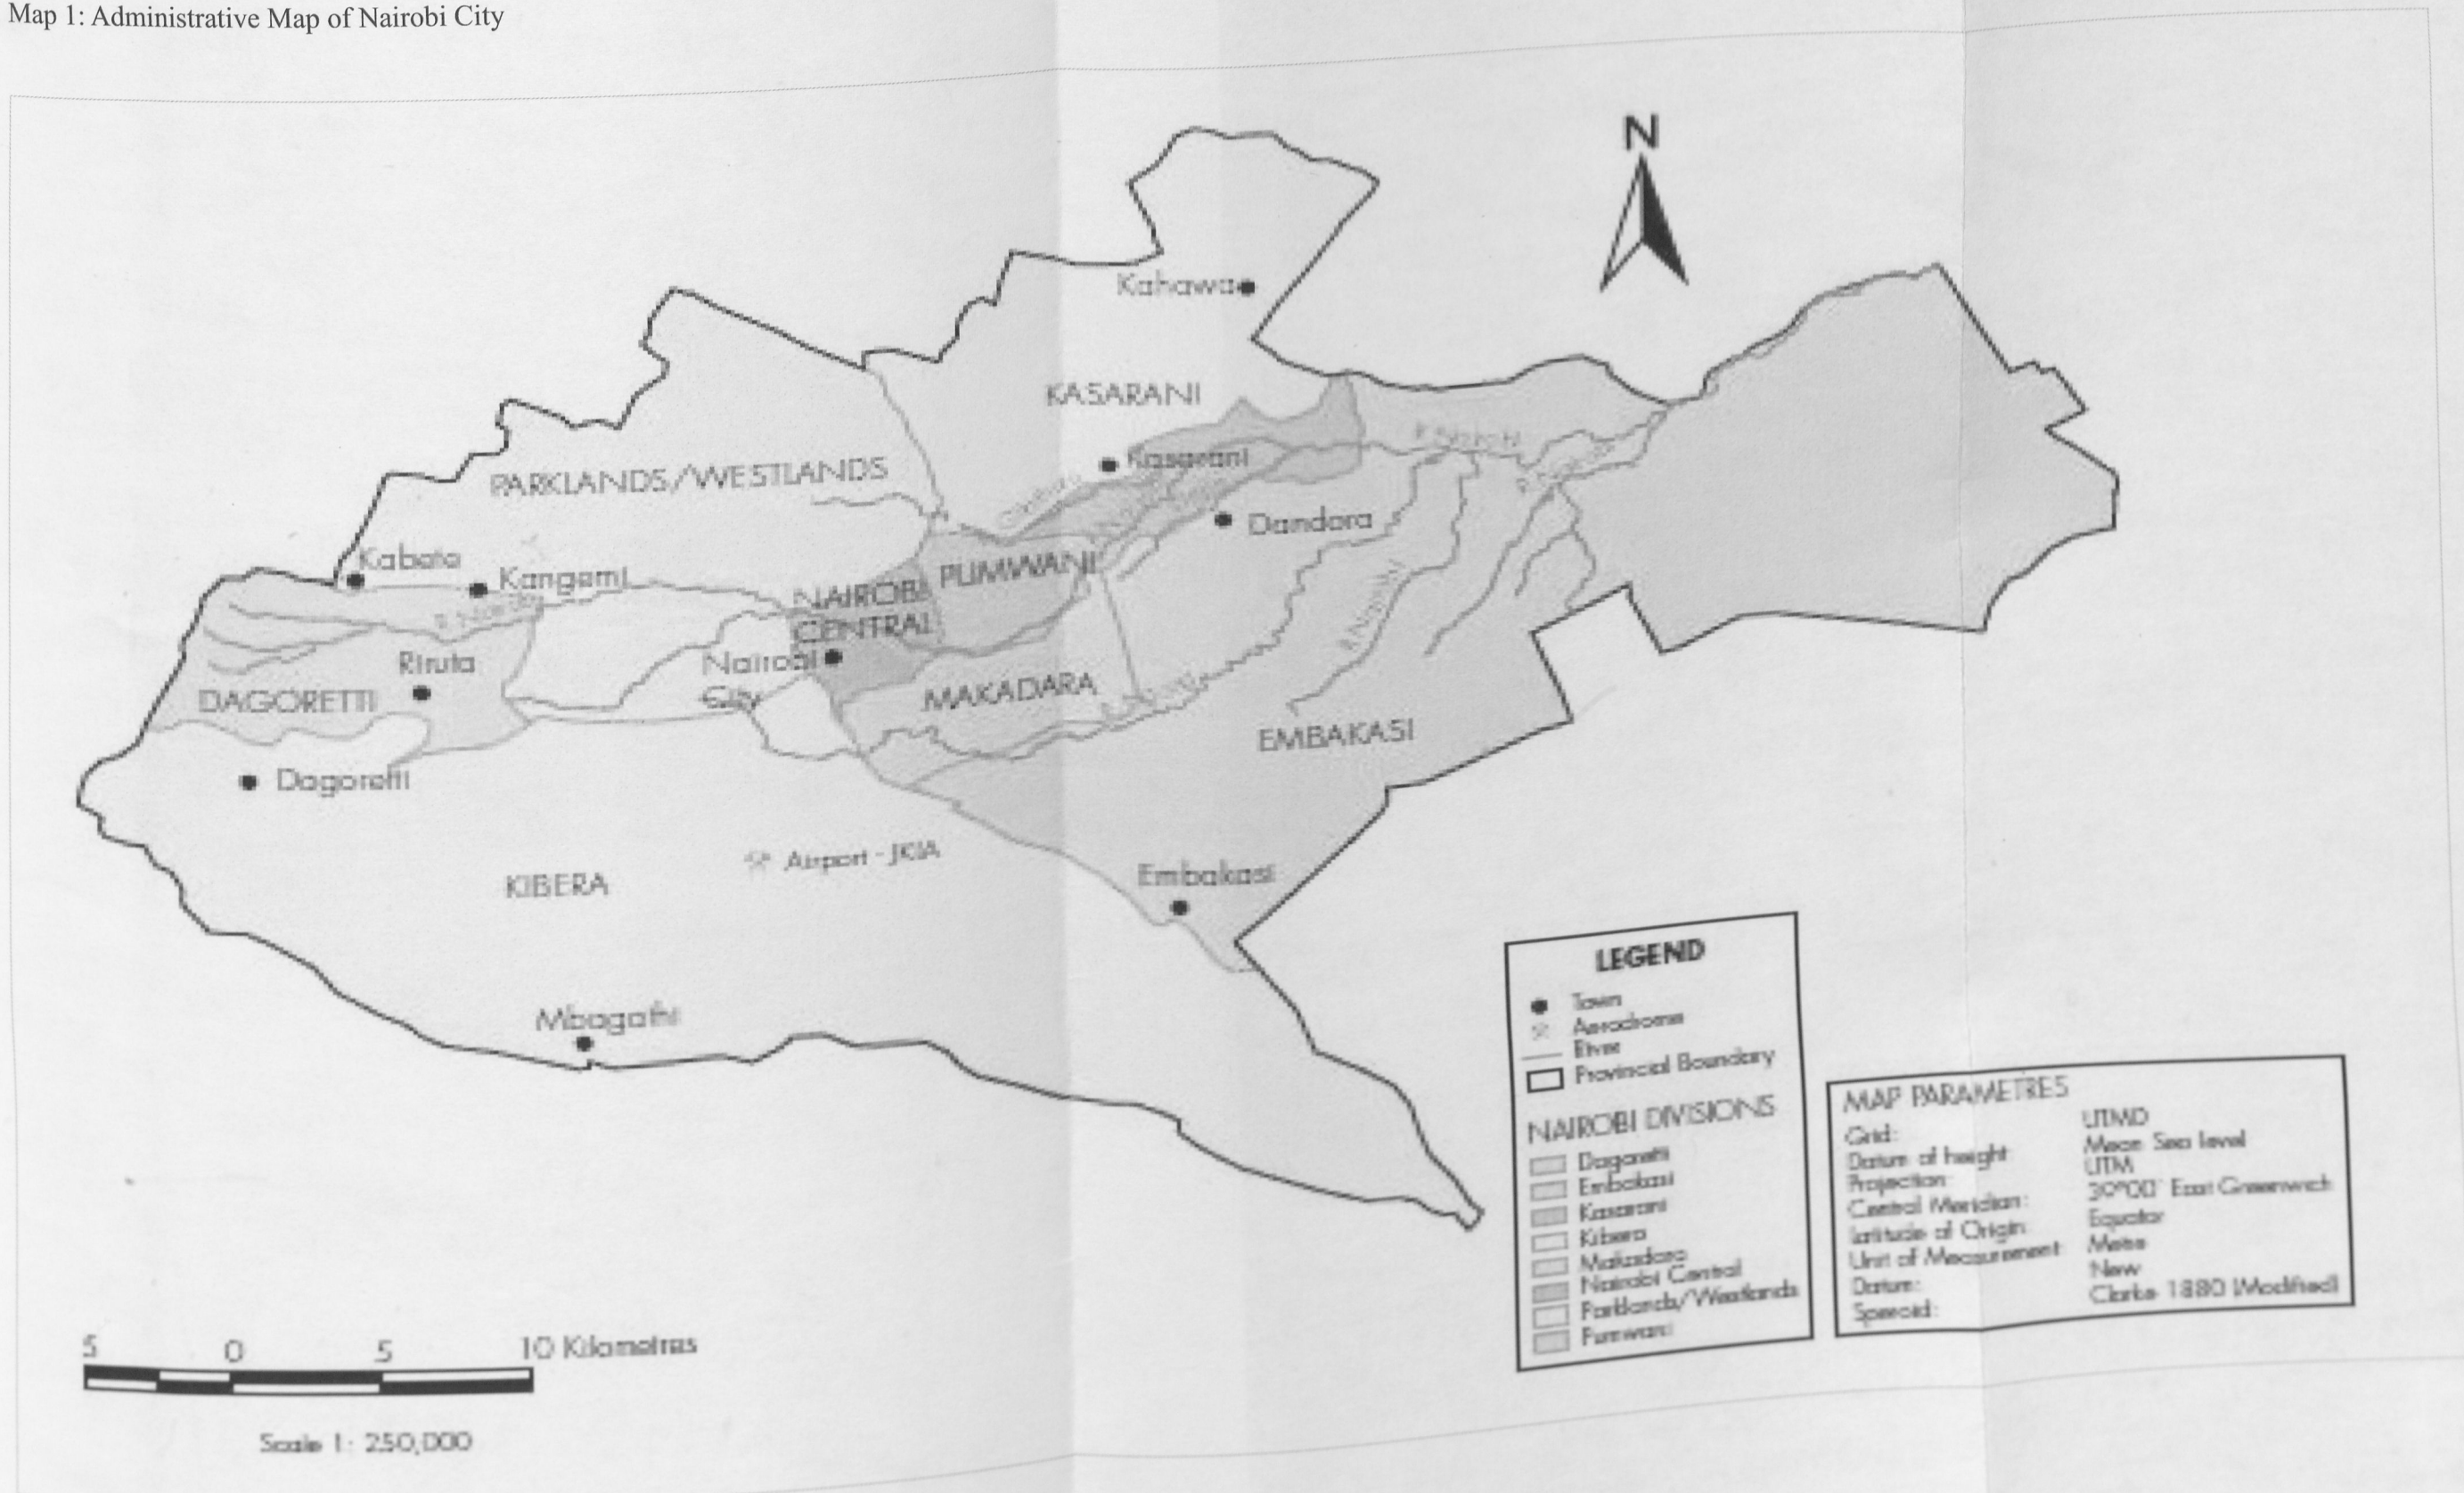 Map 1: Administrative Map of Nairobi City
N
Kahawa
KASARANI
PARKLANDS/WESTLANDS
R Nairobi
Kasarani
Dandora
Kabete
Kangemi
PUMWANI
NAIROBI
CENTRAL
R Nairobi
Riruta
Nairobi
City
DAGORETTI
MAKADARA
EMBAKASI
Dagoretti
Airport - JKIA
KIBERA
Embakasi
Mbagathi
LEGEND
Town
Aerodrome
River
Provincial Boundary
NAIROBI DIVISIONS
Dagoretti
Embakasi
Kasarani
Kibera
Makadara
Nairobi Central
Parklands/Westlands
Pumwani
MAP PARAMETRES
Grid: UTMD
Datum of height: Mean Sea level
Projection: UTM
Central Meridian: 39°00' East Greenwich
Latitude of Origin: Equator
Unit of Measurement: Metre
Datum: New
Speroid: Clarke 1880 (Modified)
5 0 5 10 Kilometres
Scale 1: 250,000